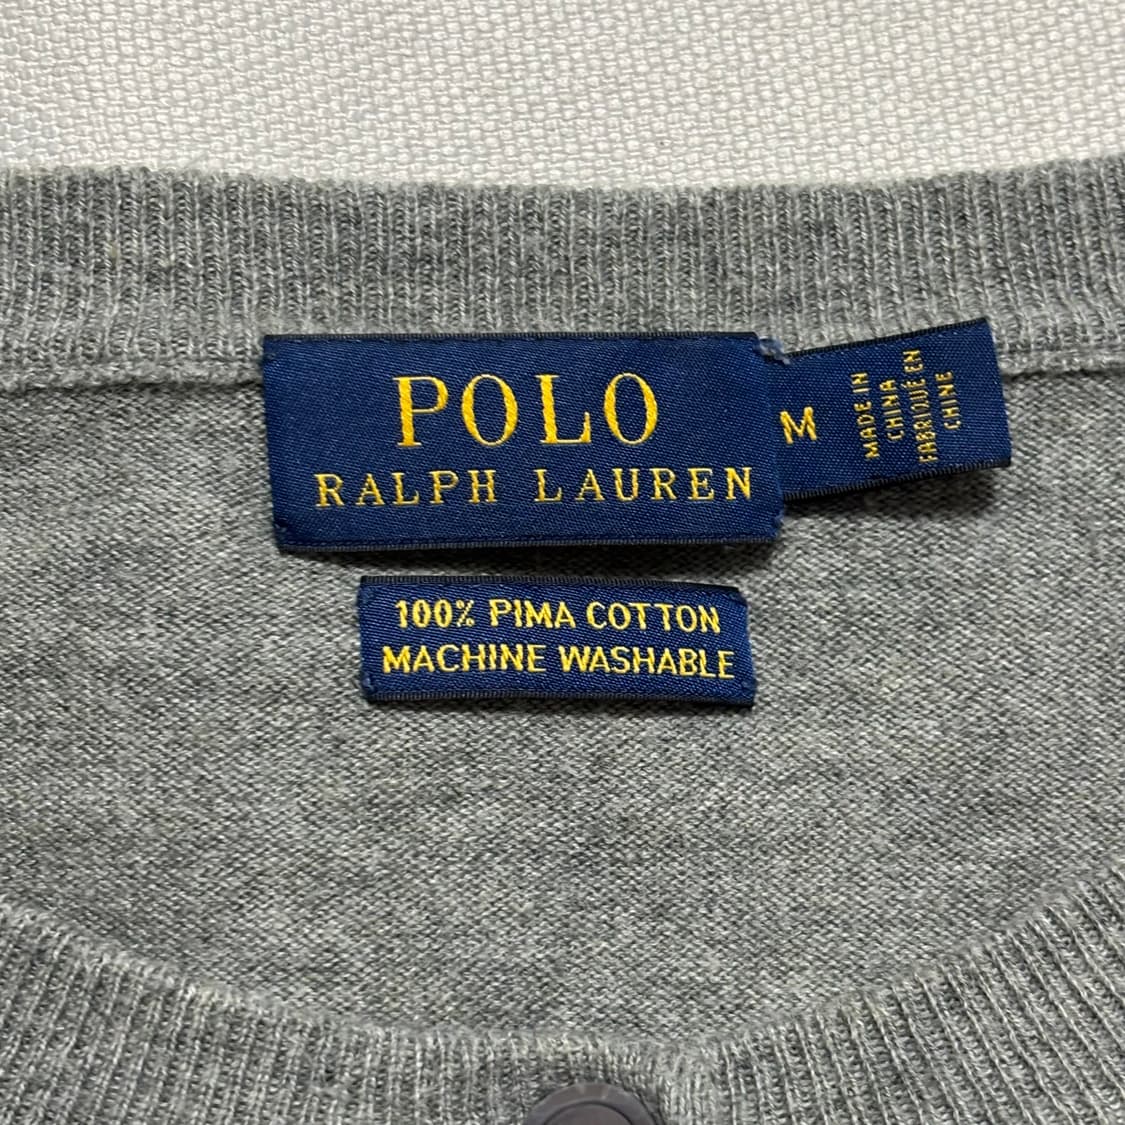 POLO
RALPH LAUREN
M
MADE IN
CHINA
FABRIQUÉ EN
CHINE
100% PIMA COTTON
MACHINE WASHABLE